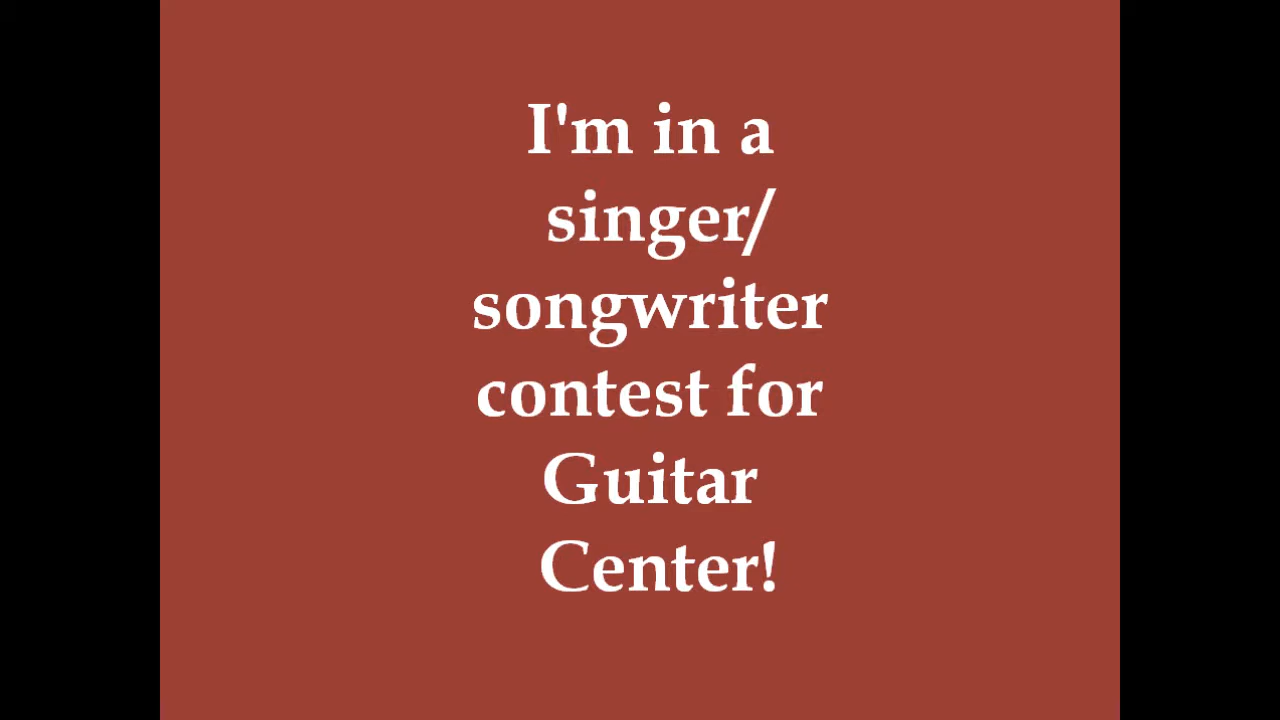 I'm in a
singer/
songwriter
contest for
Guitar
Center!